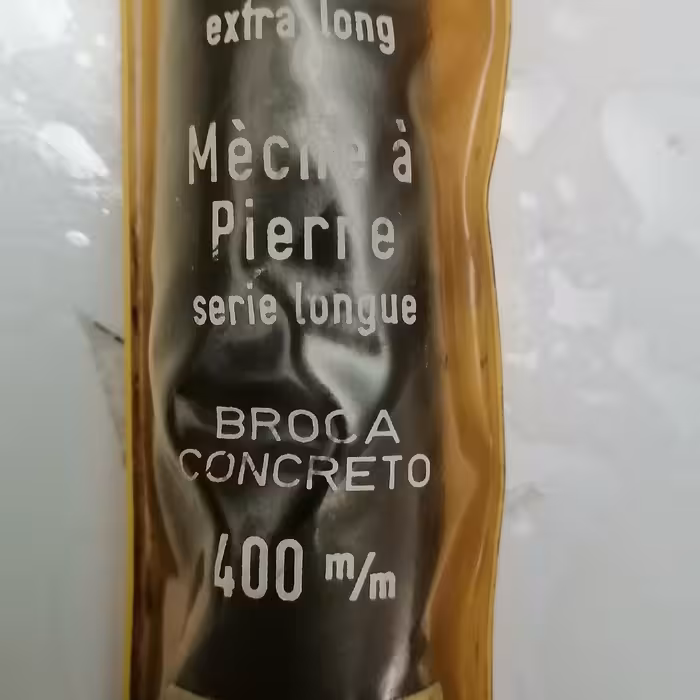 extra long
Mèche à
Pierre
serie longue
BROCA
CONCRETO
400 m/m